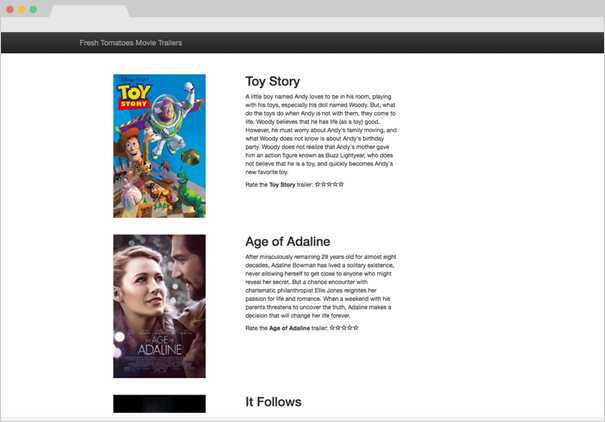 Fresh Tomatoes Movie Trailers
Disney · PIXAR
TOY
STORY
Toy Story
A little boy named Andy loves to be in his room, playing
with his toys, especially his doll named Woody. But, what
do the toys do when Andy is not with them, they come to
life. Woody believes that he has life (as a toy) good.
However, he must worry about Andy's family moving, and
what Woody does not know is about Andy's birthday
party. Woody does not realize that Andy's mother gave
him an action figure known as Buzz Lightyear, who does
not believe that he is a toy, and quickly becomes Andy's
new favorite toy.
Rate the Toy Story trailer: ☆☆☆☆☆
THE AGE OF
ADALINE
Age of Adaline
After miraculously remaining 29 years old for almost eight
decades, Adaline Bowman has lived a solitary existence,
never allowing herself to get close to anyone who might
reveal her secret. But a chance encounter with
charismatic philanthropist Ellis Jones reignites her
passion for life and romance. When a weekend with his
parents threatens to uncover the truth, Adaline makes a
decision that will change her life forever.
Rate the Age of Adaline trailer: ☆☆☆☆☆
It Follows